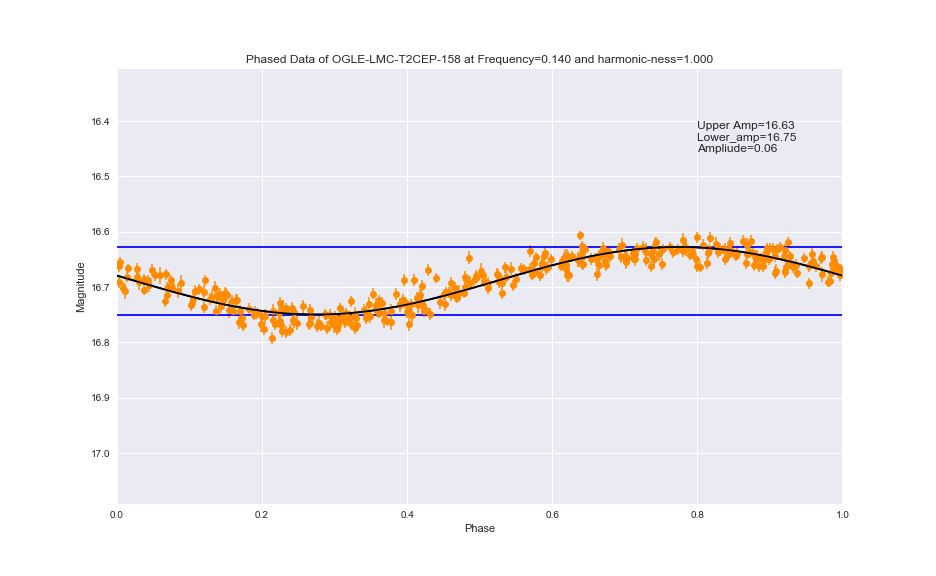 Phased Data of OGLE-LMC-T2CEP-158 at Frequency=0.140 and harmonic-ness=1.000
16.4
Upper Amp=16.63
Lower_amp=16.75
Ampliude=0.06
16.5
16.6
16.7
16.8
16.9
17.0
Magnitude
0.0 0.2 0.4 0.6 0.8 1.0
Phase